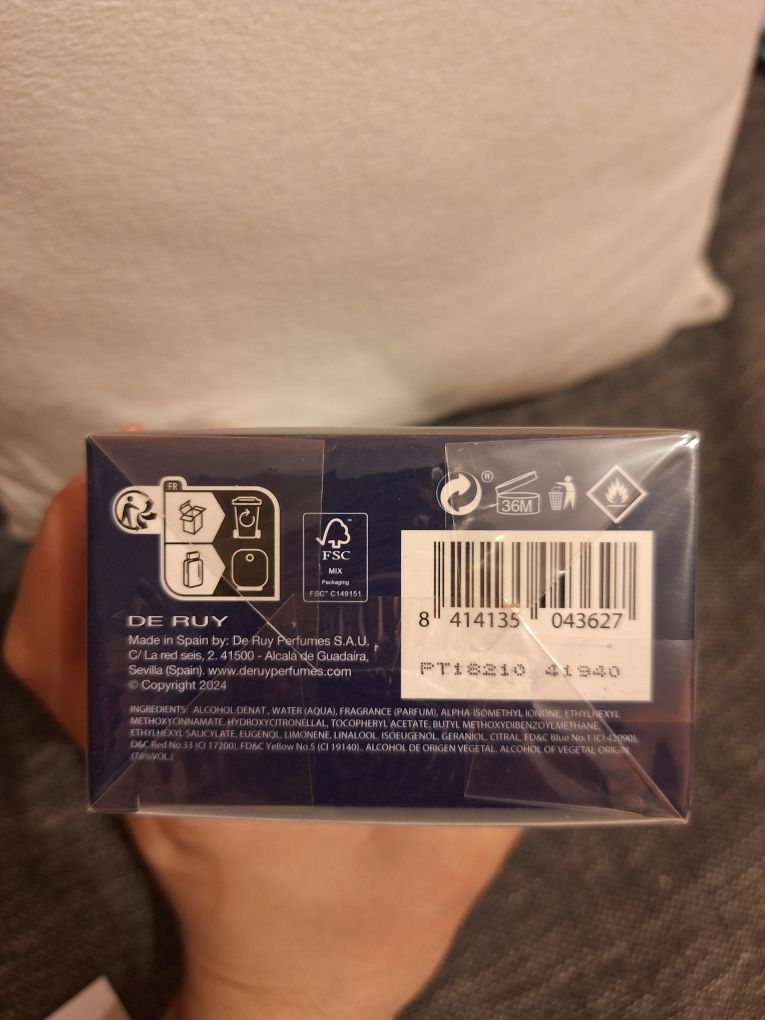 FR
®
36M
FSC™
MIX
Packaging
FSC™ C149151
8 414135 043627
PT18210 41940
DE RUY
Made in Spain by: De Ruy Perfumes S.A.U.
C/ La red seis, 2. 41500 - Alcalá de Guadaíra,
Sevilla (Spain). www.deruyperfumes.com
© Copyright 2024
INGREDIENTS: ALCOHOL DENAT., WATER (AQUA), FRAGRANCE (PARFUM), ALPHA-ISOMETHYL IONONE, ETHYLHEXYL
METHOXYCINNAMATE, HYDROXYCITRONELLAL, TOCOPHERYL ACETATE, BUTYL METHOXYDIBENZOYLMETHANE,
ETHYLHEXYL SALICYLATE, EUGENOL, LIMONENE, LINALOOL, ISOEUGENOL, GERANIOL, CITRAL, FD&C Blue No.1 (CI 42090),
D&C Red No.33 (CI 17200), FD&C Yellow No.5 (CI 19140).. ALCOHOL DE ORIGEN VEGETAL. ALCOHOL OF VEGETAL ORIGIN
(78%VOL.)